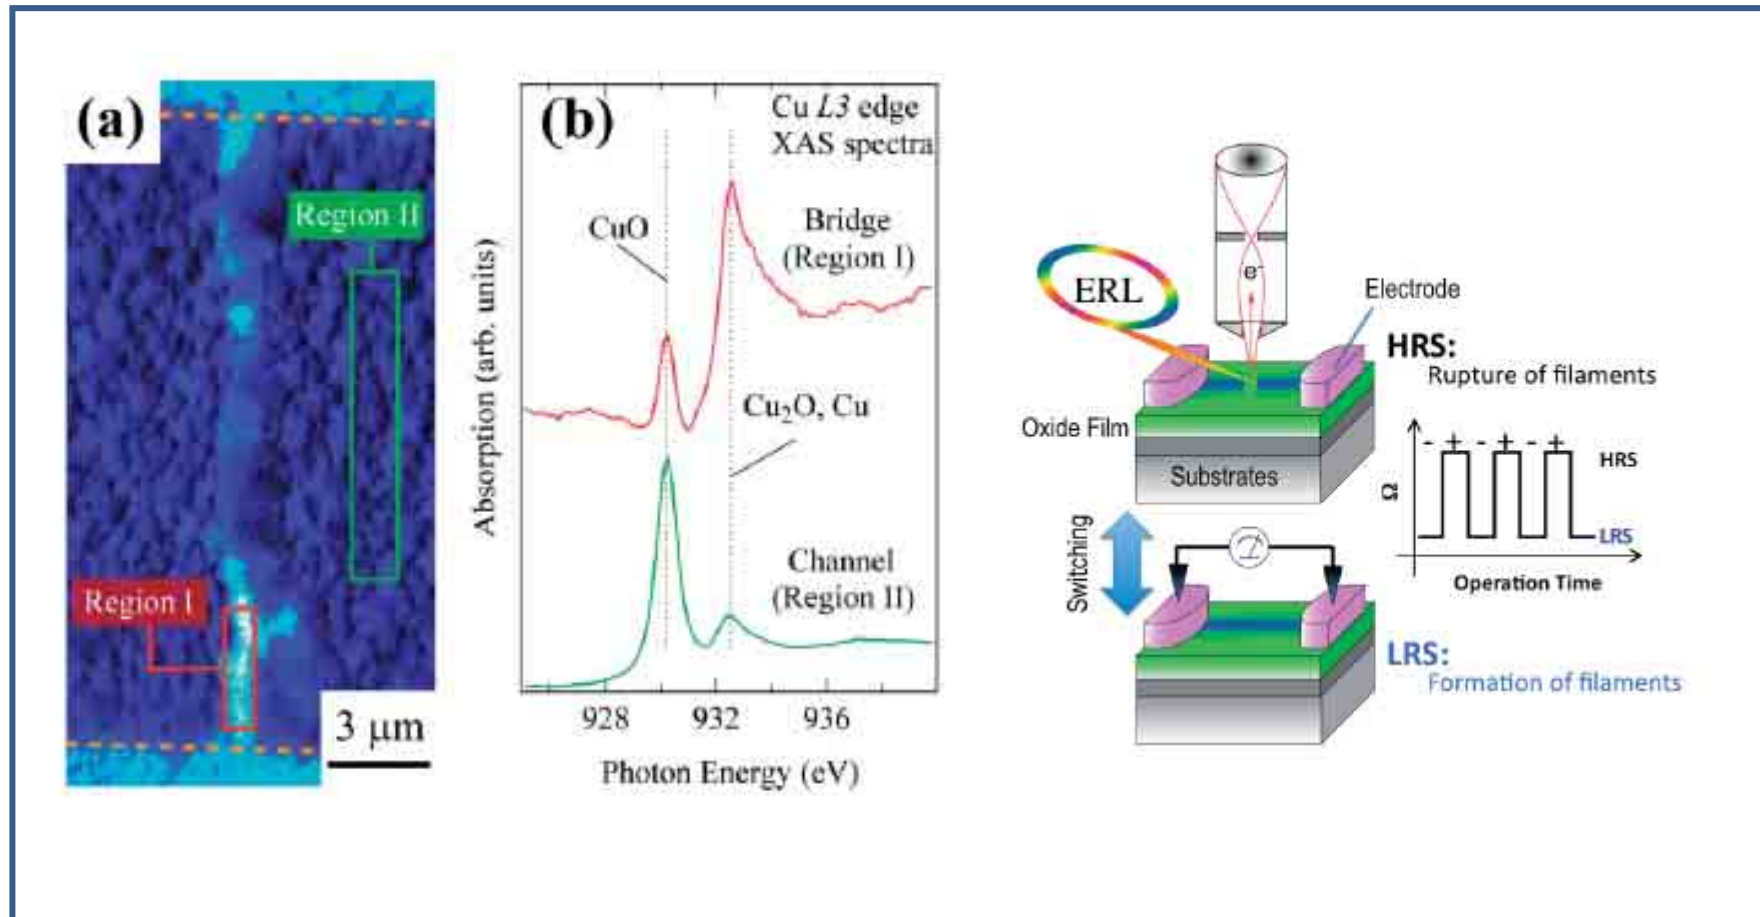 (a)
Region II
Region I
3 μm
(b)
Cu L3 edge
XAS spectra
CuO
Bridge
(Region I)
Cu₂O, Cu
Channel
(Region II)
Absorption (arb. units)
928 932 936
Photon Energy (eV)
ERL
e⁻
Electrode
HRS:
Rupture of filaments
Oxide Film
Substrates
Switching
- + - + - +
HRS
Ω
LRS
Operation Time
LRS:
Formation of filaments